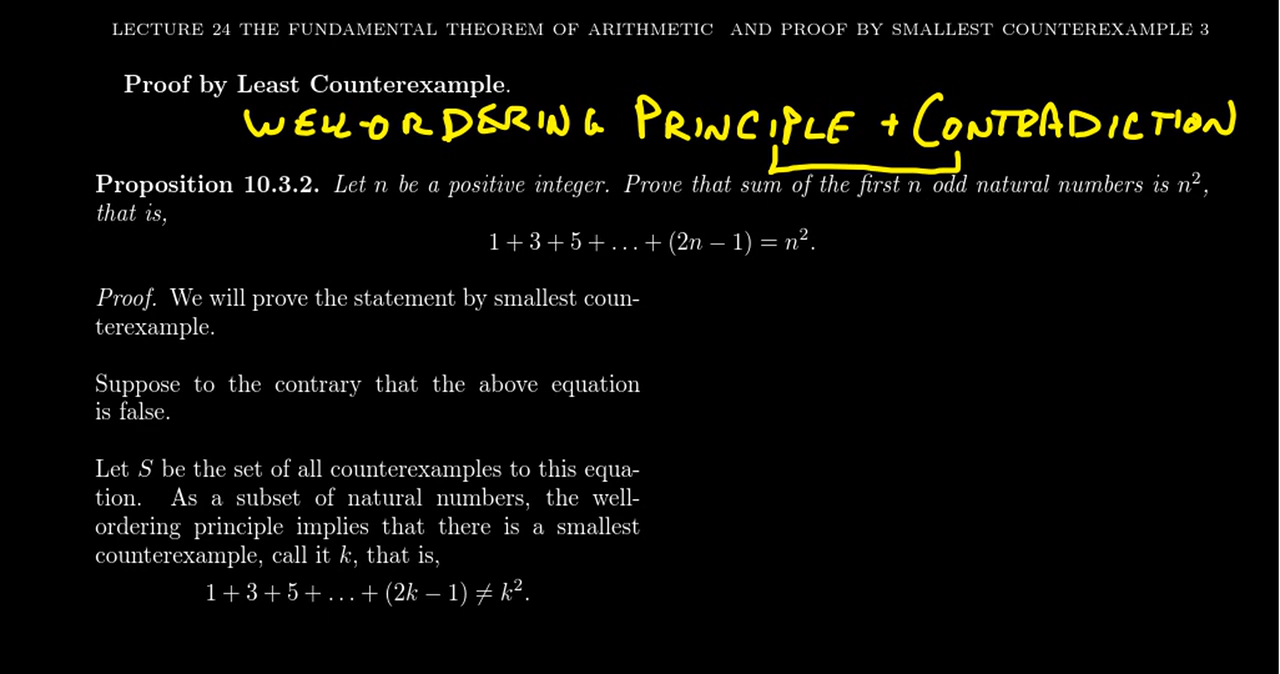 LECTURE 24 THE FUNDAMENTAL THEOREM OF ARITHMETIC AND PROOF BY SMALLEST COUNTEREXAMPLE 3
Proof by Least Counterexample.
WELL-ORDERING PRINCIPLE + CONTRADICTION
Proposition 10.3.2. Let n be a positive integer. Prove that sum of the first n odd natural numbers is n²,
that is,
1 + 3 + 5 + . . . + (2n − 1) = n².
Proof. We will prove the statement by smallest coun-
terexample.
Suppose to the contrary that the above equation
is false.
Let S be the set of all counterexamples to this equa-
tion. As a subset of natural numbers, the well-
ordering principle implies that there is a smallest
counterexample, call it k, that is,
1 + 3 + 5 + . . . + (2k − 1) ≠ k².